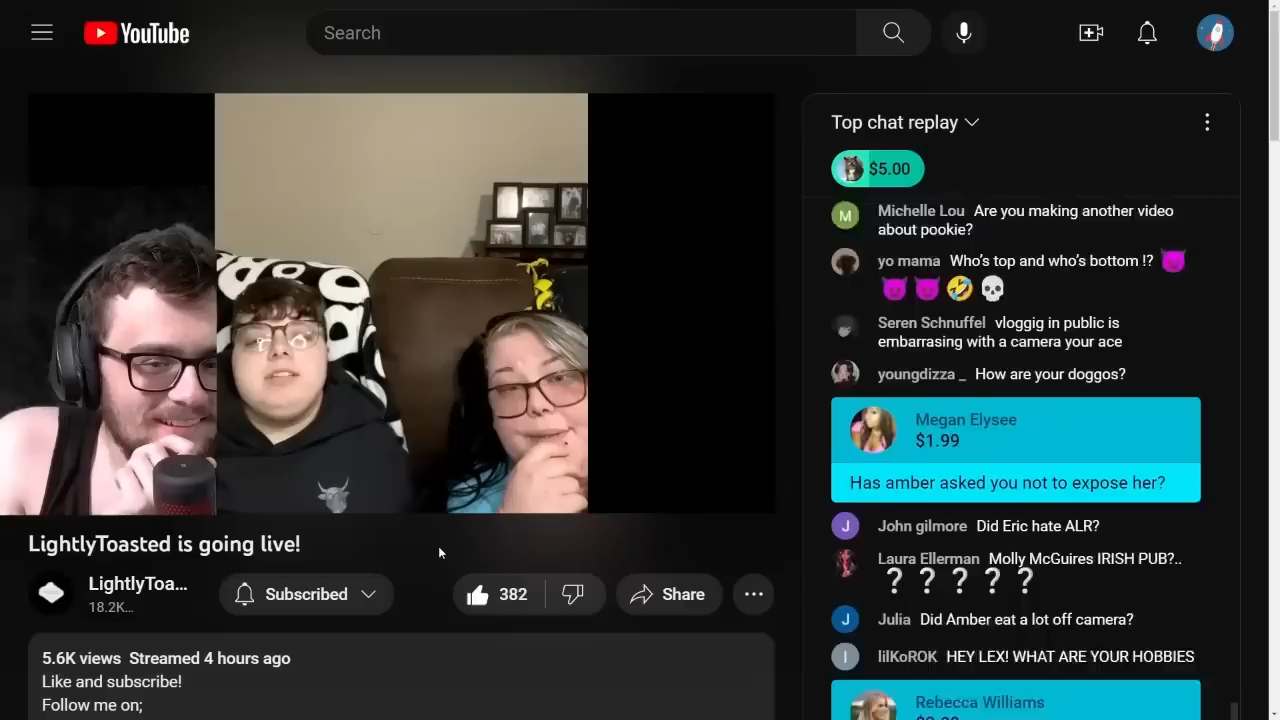 YouTube
Search
Top chat replay
$5.00
Michelle Lou Are you making another video
about pookie?
yo mama Who's top and who's bottom !?
Seren Schnuffel vloggig in public is
embarrasing with a camera your ace
youngdizza _ How are your doggos?
Megan Elysee
$1.99
Has amber asked you not to expose her?
J John gilmore Did Eric hate ALR?
Laura Ellerman Molly McGuires IRISH PUB?..
? ? ? ? ?
J Julia Did Amber eat a lot off camera?
l lilKoROK HEY LEX! WHAT ARE YOUR HOBBIES
Rebecca Williams
LightlyToasted is going live!
LightlyToa...
18.2K...
Subscribed
382
Share
5.6K views Streamed 4 hours ago
Like and subscribe!
Follow me on;